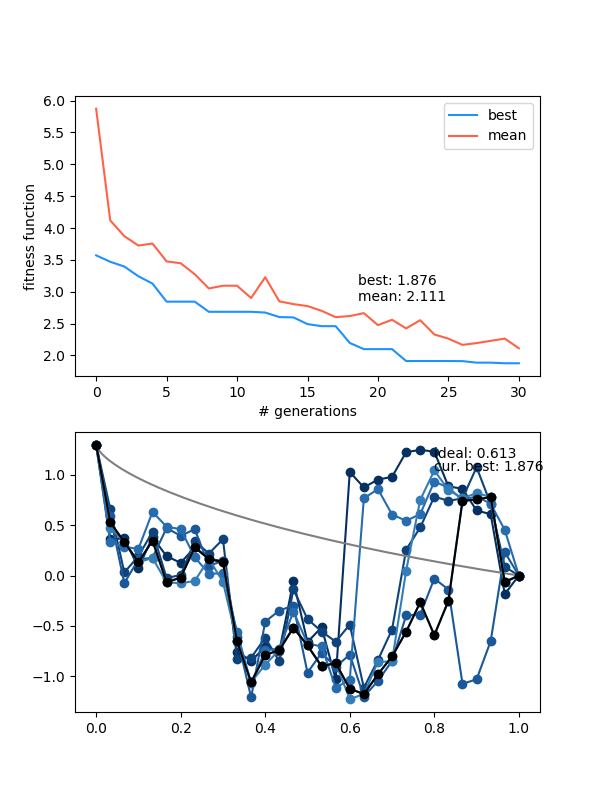 6.0
5.5
5.0
4.5
4.0
3.5
3.0
2.5
2.0
fitness function
best
mean
best: 1.876
mean: 2.111
0 5 10 15 20 25 30
# generations
1.0
0.5
0.0
−0.5
−1.0
ideal: 0.613
cur. best: 1.876
0.0 0.2 0.4 0.6 0.8 1.0